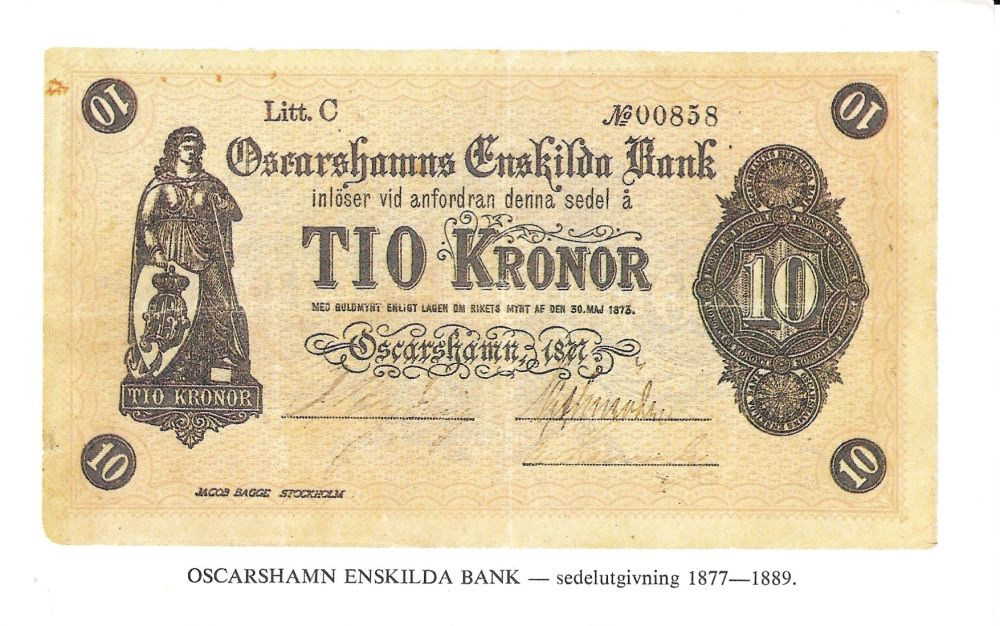 10 10
Litt. C № 00858
Oscarshamns Enskilda Bank
inlöser vid anfordran denna sedel å
TIO KRONOR
MED GULDMYNT ENLIGT LAGEN OM RIKETS MYNT AF DEN 30. MAJ 1873.
10
Oscarshamn, 1877.
TIO KRONOR
10 10
JACOB BAGGE STOCKHOLM
OSCARSHAMN ENSKILDA BANK — sedelutgivning 1877—1889.